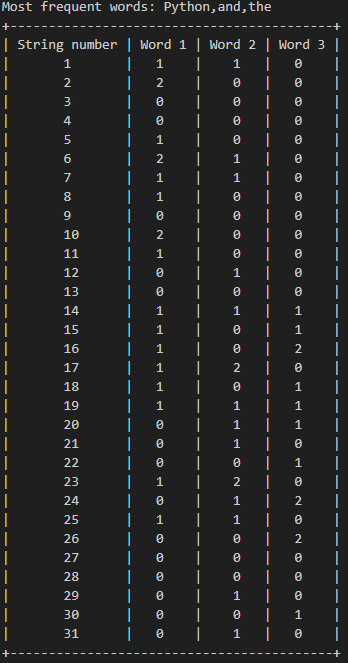 Most frequent words: Python,and,the
+-----------------------------------------+
| String number | Word 1 | Word 2 | Word 3 |
| 1 | 1 | 1 | 0 |
| 2 | 2 | 0 | 0 |
| 3 | 0 | 0 | 0 |
| 4 | 0 | 0 | 0 |
| 5 | 1 | 0 | 0 |
| 6 | 2 | 1 | 0 |
| 7 | 1 | 1 | 0 |
| 8 | 1 | 0 | 0 |
| 9 | 0 | 0 | 0 |
| 10 | 2 | 0 | 0 |
| 11 | 1 | 0 | 0 |
| 12 | 0 | 1 | 0 |
| 13 | 0 | 0 | 0 |
| 14 | 1 | 1 | 1 |
| 15 | 1 | 0 | 1 |
| 16 | 1 | 0 | 2 |
| 17 | 1 | 2 | 0 |
| 18 | 1 | 0 | 1 |
| 19 | 1 | 1 | 1 |
| 20 | 0 | 1 | 1 |
| 21 | 0 | 1 | 0 |
| 22 | 0 | 0 | 1 |
| 23 | 1 | 2 | 0 |
| 24 | 0 | 1 | 2 |
| 25 | 1 | 1 | 0 |
| 26 | 0 | 0 | 2 |
| 27 | 0 | 0 | 0 |
| 28 | 0 | 0 | 0 |
| 29 | 0 | 1 | 0 |
| 30 | 0 | 0 | 1 |
| 31 | 0 | 1 | 0 |
+-----------------------------------------+